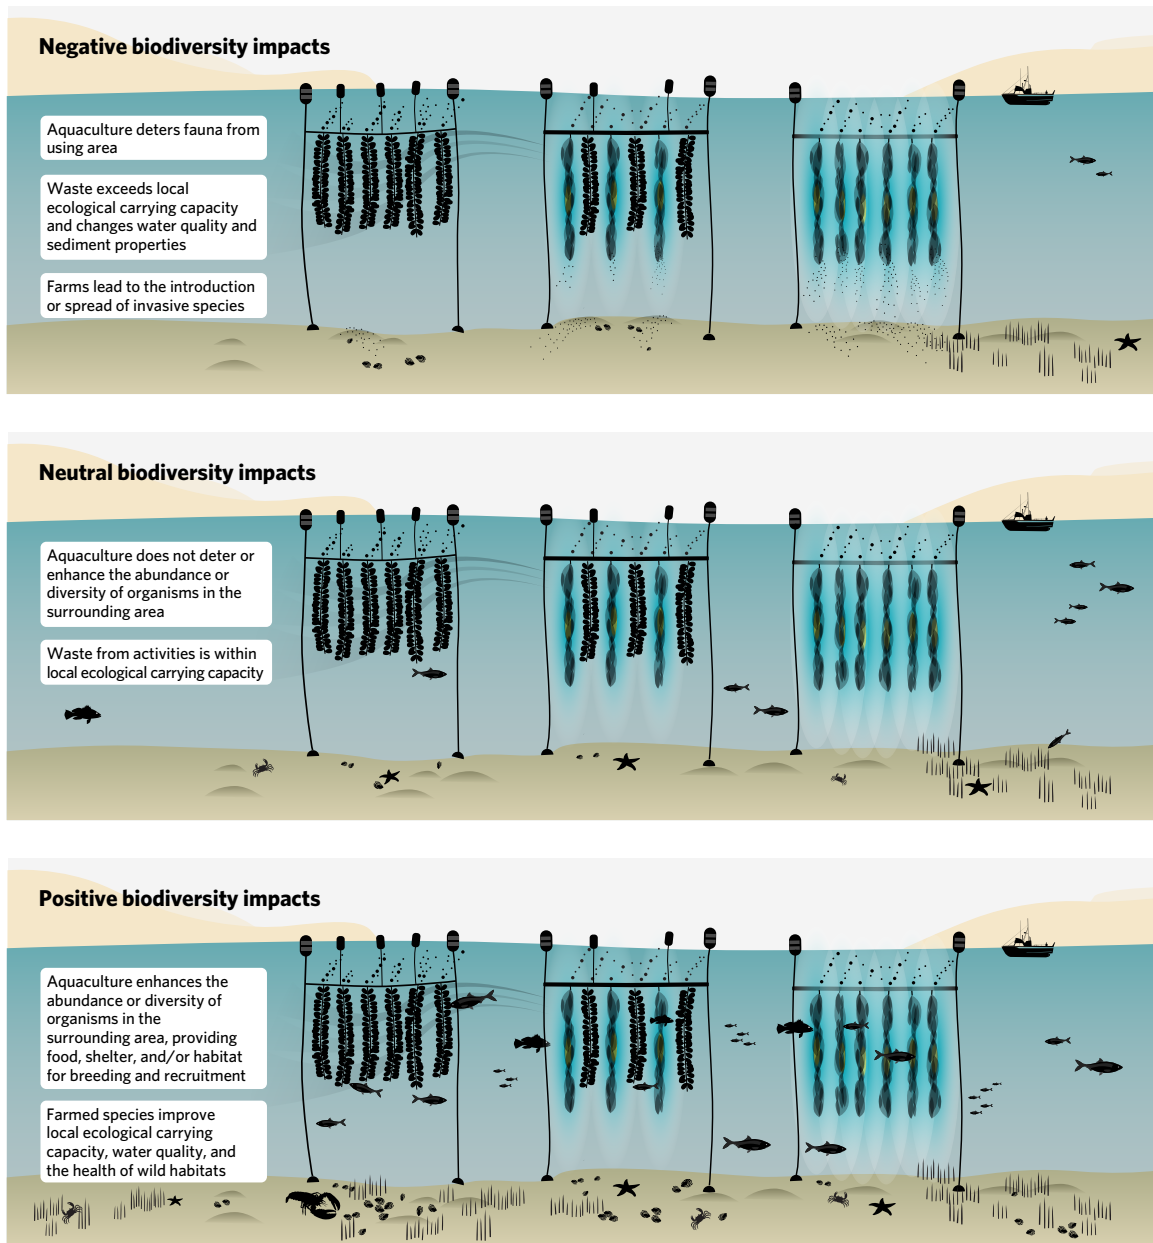 Negative biodiversity impacts
Aquaculture deters fauna from
using area
Waste exceeds local
ecological carrying capacity
and changes water quality and
sediment properties
Farms lead to the introduction
or spread of invasive species
Neutral biodiversity impacts
Aquaculture does not deter or
enhance the abundance or
diversity of organisms in the
surrounding area
Waste from activities is within
local ecological carrying capacity
Positive biodiversity impacts
Aquaculture enhances the
abundance or diversity of
organisms in the
surrounding area, providing
food, shelter, and/or habitat
for breeding and recruitment
Farmed species improve
local ecological carrying
capacity, water quality, and
the health of wild habitats